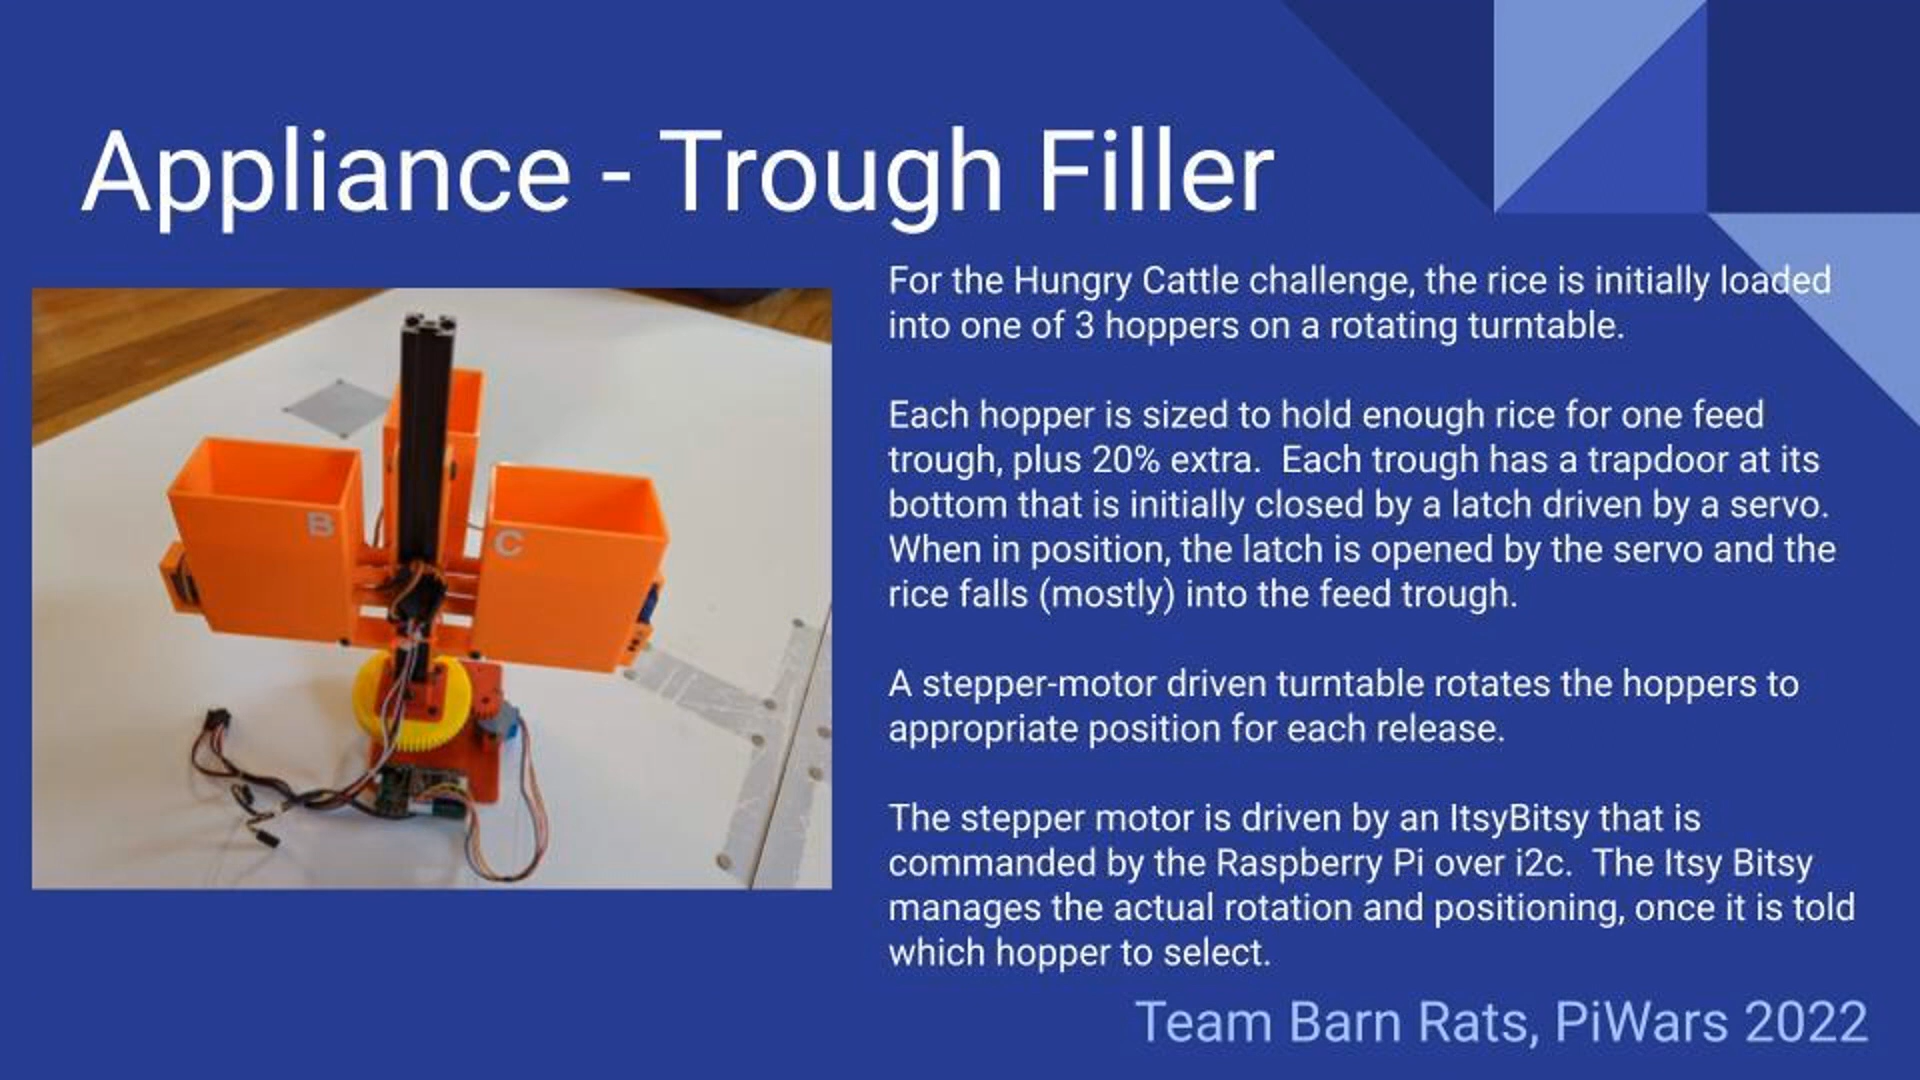 Appliance - Trough Filler
For the Hungry Cattle challenge, the rice is initially loaded
into one of 3 hoppers on a rotating turntable.
Each hopper is sized to hold enough rice for one feed
trough, plus 20% extra.  Each trough has a trapdoor at its
bottom that is initially closed by a latch driven by a servo.
When in position, the latch is opened by the servo and the
rice falls (mostly) into the feed trough.
A stepper-motor driven turntable rotates the hoppers to
appropriate position for each release.
The stepper motor is driven by an ItsyBitsy that is
commanded by the Raspberry Pi over i2c.  The Itsy Bitsy
manages the actual rotation and positioning, once it is told
which hopper to select.
B
C
Team Barn Rats, PiWars 2022